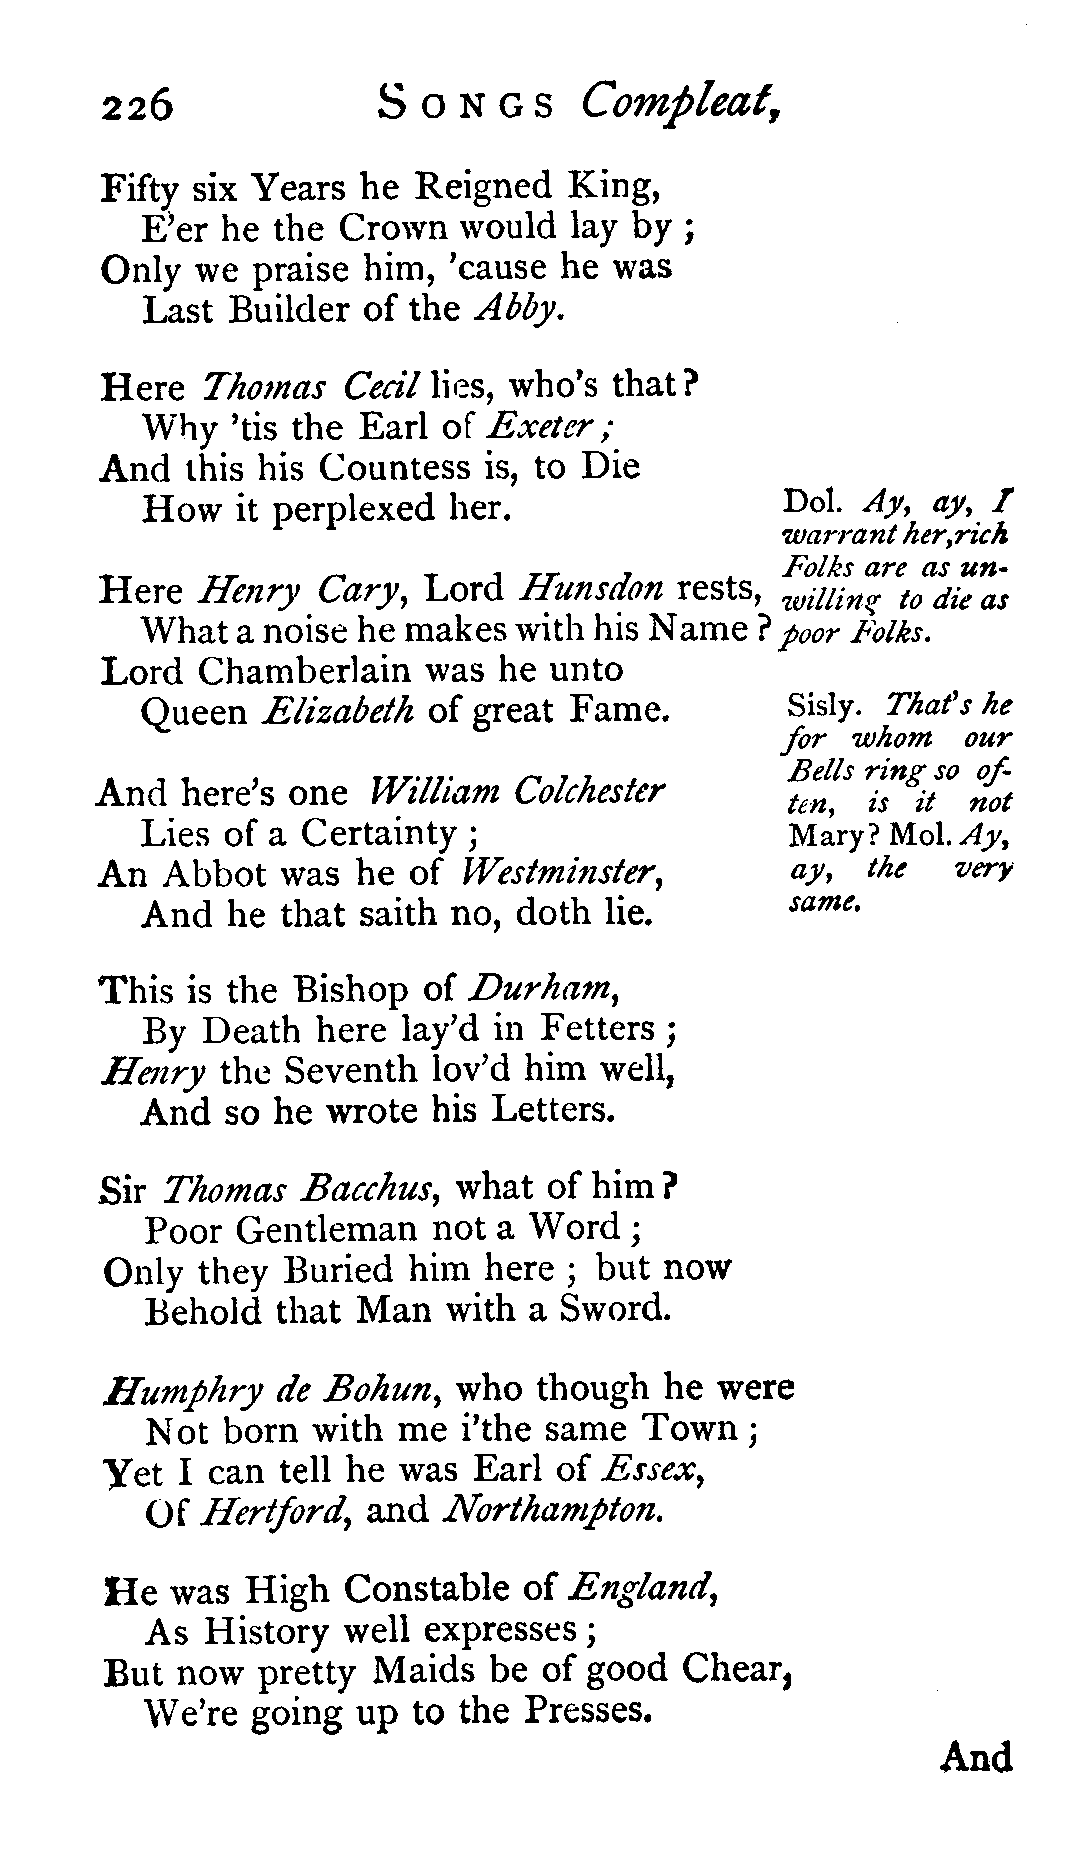 226 SONGS Compleat,
Fifty six Years he Reigned King,
E'er he the Crown would lay by ;
Only we praise him, 'cause he was
Last Builder of the Abby.
Here Thomas Cecil lies, who's that?
Why 'tis the Earl of Exeter ;
And this his Countess is, to Die
How it perplexed her.
Dol. Ay, ay, I
warrant her, rich
Folks are as un-
willing to die as
poor Folks.
Here Henry Cary, Lord Hunsdon rests,
What a noise he makes with his Name ?
Lord Chamberlain was he unto
Queen Elizabeth of great Fame.
Sisly. That's he
for whom our
Bells ring so of-
ten, is it not
Mary? Mol. Ay,
ay, the very
same.
And here's one William Colchester
Lies of a Certainty ;
An Abbot was he of Westminster,
And he that saith no, doth lie.
This is the Bishop of Durham,
By Death here lay'd in Fetters ;
Henry the Seventh lov'd him well,
And so he wrote his Letters.
Sir Thomas Bacchus, what of him?
Poor Gentleman not a Word ;
Only they Buried him here ; but now
Behold that Man with a Sword.
Humphry de Bohun, who though he were
Not born with me i'the same Town ;
Yet I can tell he was Earl of Essex,
Of Hertford, and Northampton.
He was High Constable of England,
As History well expresses ;
But now pretty Maids be of good Chear,
We're going up to the Presses.
And